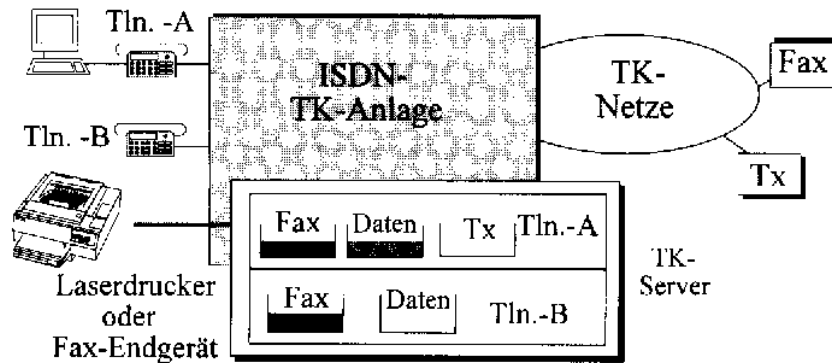 Tln. -A
ISDN-
TK-Anlage
TK-
Netze
Fax
Tln. -B
Tx
Fax
Daten
Tx
Tln.-A
TK-
Server
Laserdrucker
oder
Fax-Endgerät
Fax
Daten
Tln.-B